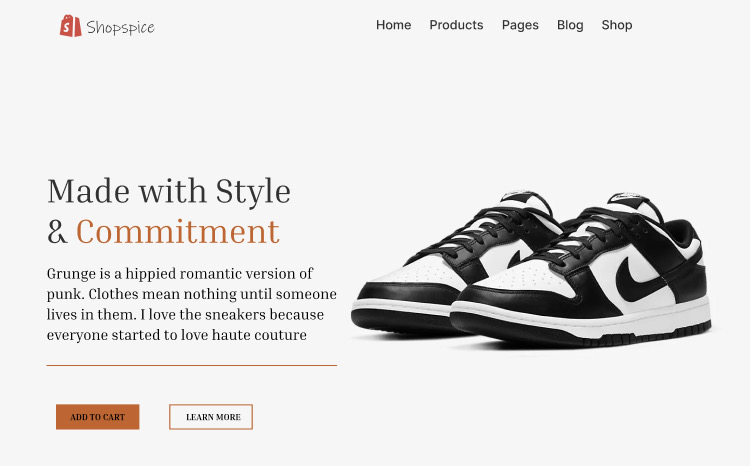 Shopspice
Home Products Pages Blog Shop
Made with Style
& Commitment
Grunge is a hippied romantic version of
punk. Clothes mean nothing until someone
lives in them. I love the sneakers because
everyone started to love haute couture
ADD TO CART
LEARN MORE